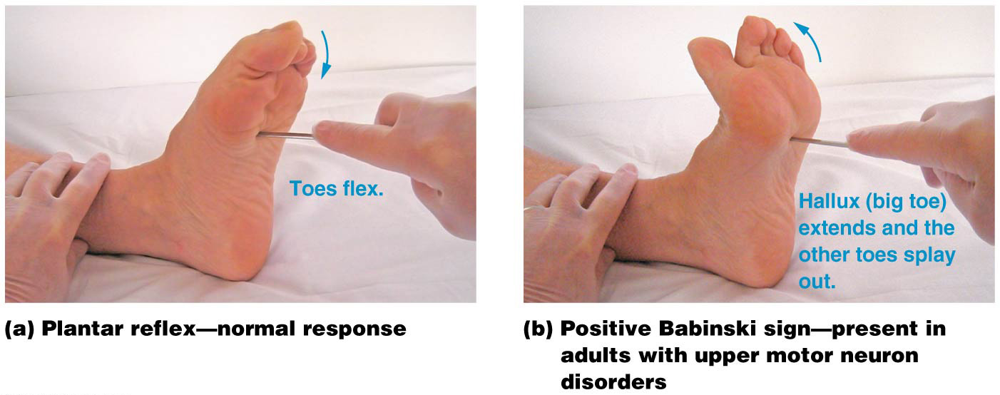 Toes flex.
(a) Plantar reflex—normal response
Hallux (big toe)
extends and the
other toes splay
out.
(b) Positive Babinski sign—present in
adults with upper motor neuron
disorders